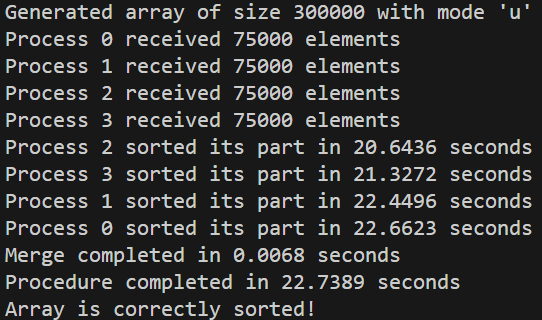 Generated array of size 300000 with mode 'u'
Process 0 received 75000 elements
Process 1 received 75000 elements
Process 2 received 75000 elements
Process 3 received 75000 elements
Process 2 sorted its part in 20.6436 seconds
Process 3 sorted its part in 21.3272 seconds
Process 1 sorted its part in 22.4496 seconds
Process 0 sorted its part in 22.6623 seconds
Merge completed in 0.0068 seconds
Procedure completed in 22.7389 seconds
Array is correctly sorted!